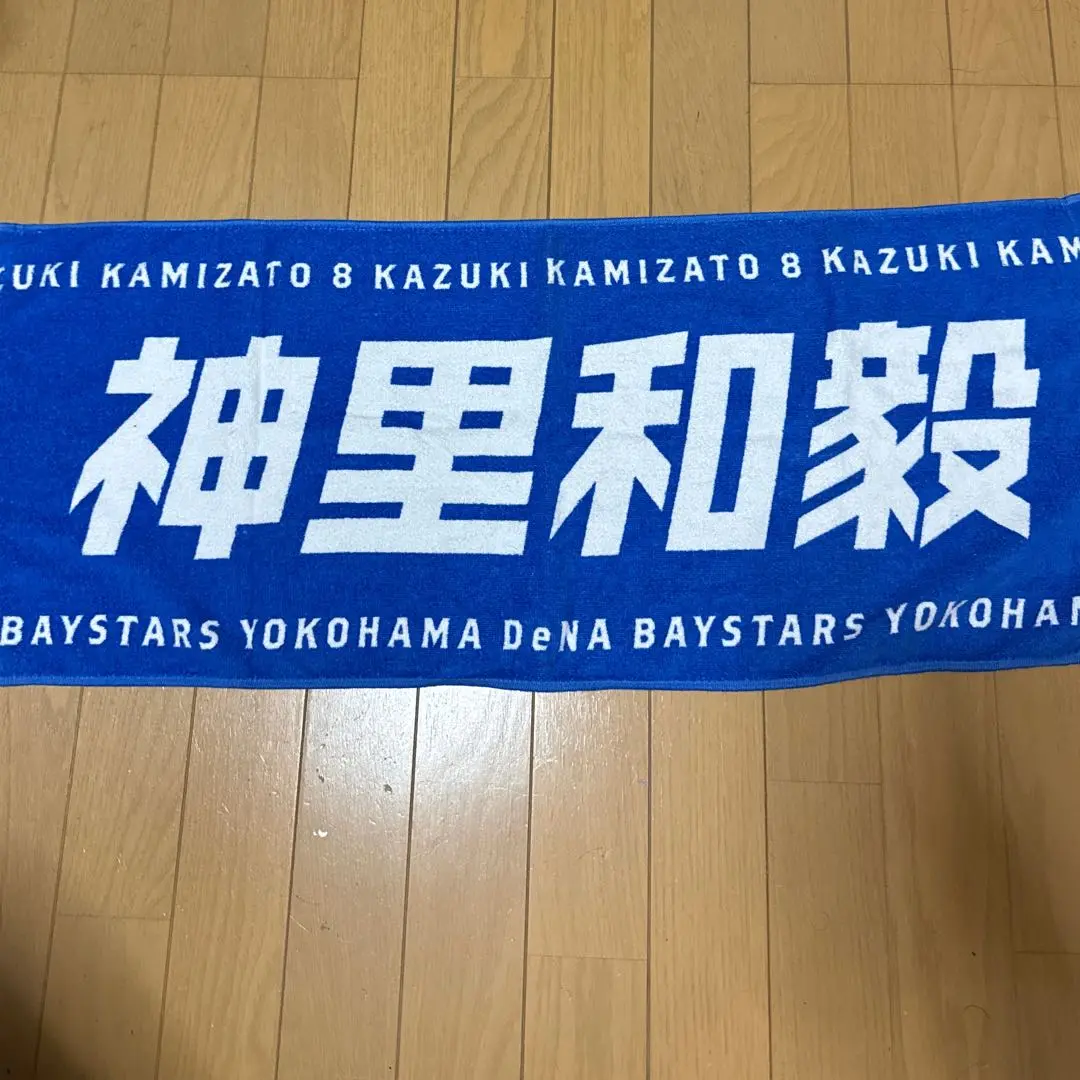 ZUKI KAMIZATO 8 KAZUKI KAMIZATO 8 KAZUKI KAM
神里和毅
BAYSTARS YOKOHAMA DeNA BAYSTARS YOKOHAM